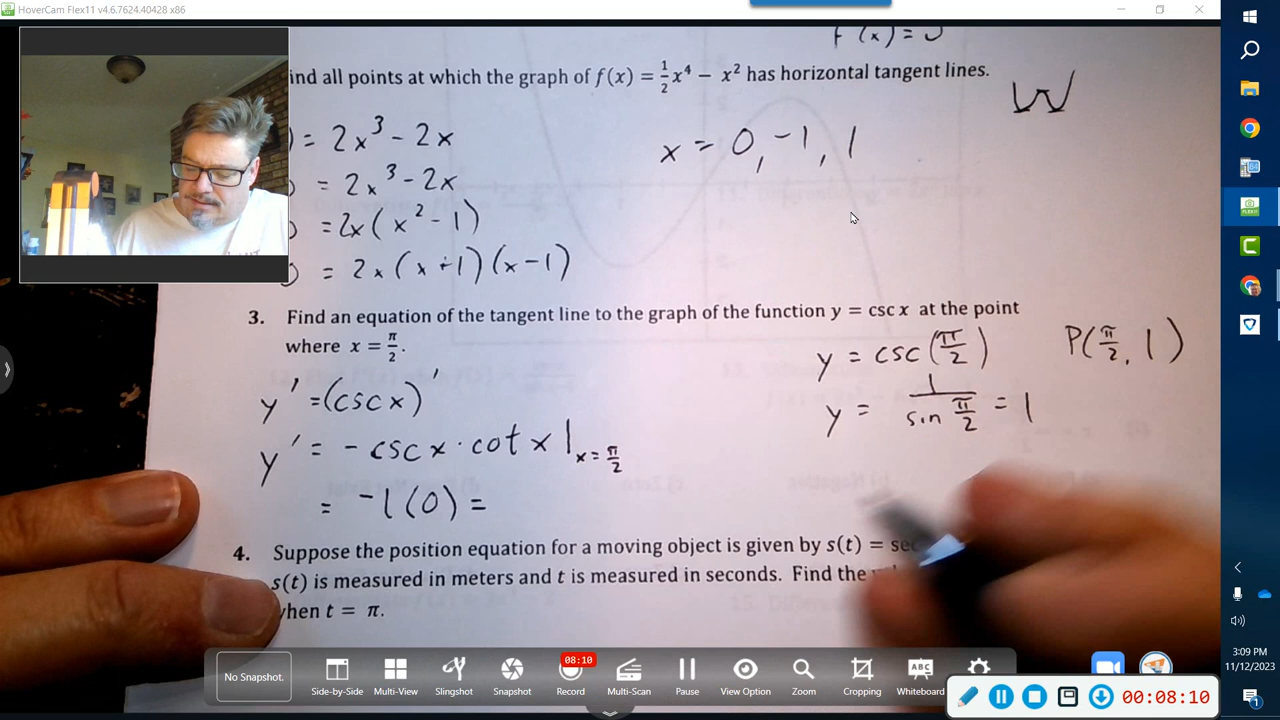 HoverCam Flex11 v4.6.7624.40428 x86
ind all points at which the graph of f(x) = 1/2 x⁴ − x² has horizontal tangent lines.
= 2x³ - 2x
x = 0, -1, 1
= 2x³ - 2x
= 2x(x² - 1)
= 2x(x+1)(x-1)
3. Find an equation of the tangent line to the graph of the function y = csc x at the point
where x = π/2.
y = csc(π/2)
P(π/2, 1)
y' = (csc x)'
y = 1/sin π/2 = 1
y' = - csc x · cot x |x = π/2
= -1(0) =
4. Suppose the position equation for a moving object is given by s(t) = sec
s(t) is measured in meters and t is measured in seconds. Find the
when t = π.
No Snapshot.
Side-by-Side
Multi-View
Slingshot
Snapshot
08:10
Record
Multi-Scan
Pause
View Option
Zoom
Cropping
ABC
Whiteboard
00:08:10
FLEX11
3:09 PM
11/12/2023